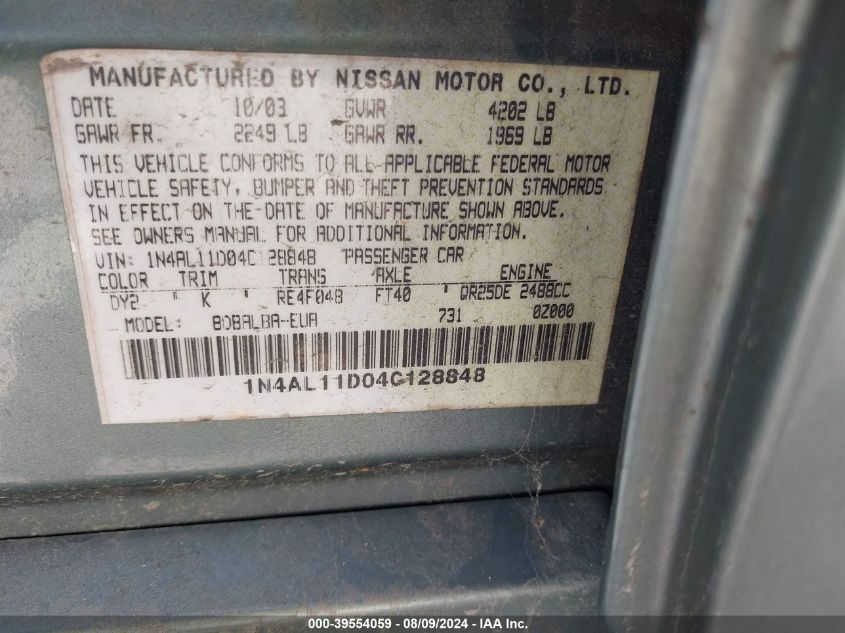 MANUFACTURED BY NISSAN MOTOR CO., LTD.
DATE 10/03 GVWR 4202 LB
GAWR FR. 2249 LB GAWR RR. 1969 LB
THIS VEHICLE CONFORMS TO ALL APPLICABLE FEDERAL MOTOR
VEHICLE SAFETY, BUMPER AND THEFT PREVENTION STANDARDS
IN EFFECT ON THE DATE OF MANUFACTURE SHOWN ABOVE.
SEE OWNERS MANUAL FOR ADDITIONAL INFORMATION.
VIN: 1N4AL11D04C128848 PASSENGER CAR
COLOR TRIM TRANS AXLE ENGINE
DY2 ' K ' RE4F04B FT40 ' QR25DE 2488CC
MODEL: BDBALBA-EUA 731 0Z000
1N4AL11D04C128848
000-39554059 - 08/09/2024 - IAA Inc.